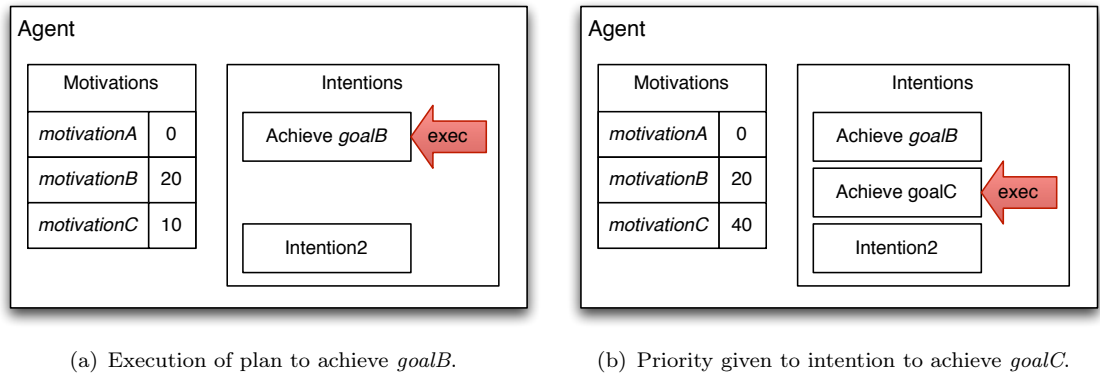 Agent
Motivations
motivationA 0
motivationB 20
motivationC 10
Intentions
Achieve goalB
exec
Intention2
(a) Execution of plan to achieve goalB.
Agent
Motivations
motivationA 0
motivationB 20
motivationC 40
Intentions
Achieve goalB
Achieve goalC
exec
Intention2
(b) Priority given to intention to achieve goalC.